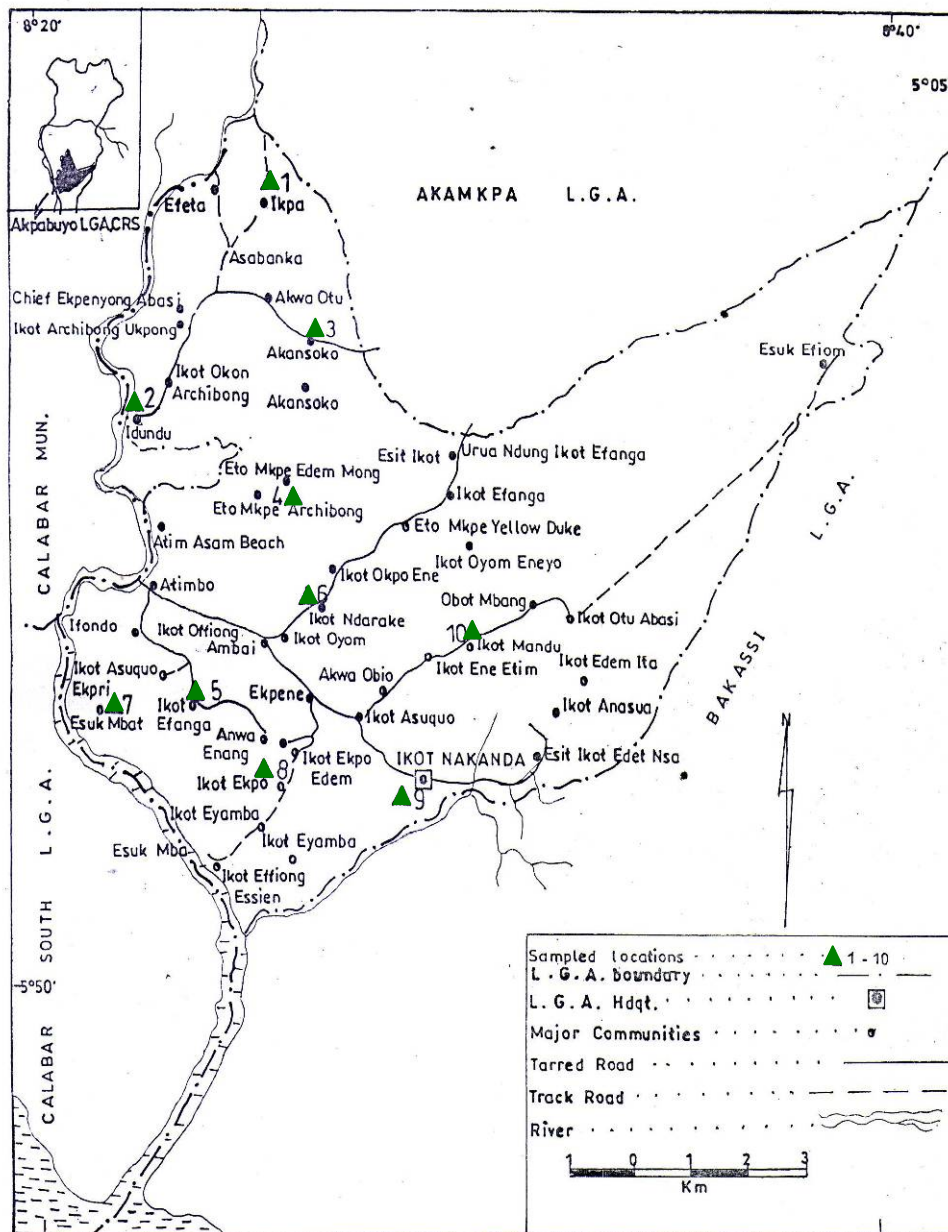 8°20'
8°40'
5°05'
Akpabuyo LGA,CRS
AKAMKPA L.G.A.
1
Efeta
Ikpa
Asabanka
Chief Ekpenyong Abasi
Akwa Otu
Ikot Archibong Ukpong
3
Akansoko
Esuk Efiom
Ikot Okon
Archibong
Akansoko
2
Idundu
Esit Ikot
Urua Ndung Ikot Efanga
Eto Mkpe Edem Mong
4
Eto Mkpe Archibong
Ikot Efanga
Eto Mkpe Yellow Duke
Atim Asam Beach
Ikot Oyom Eneyo
CALABAR MUN.
L.G.A.
BAKASSI
Ikot Okpo Ene
Atimbo
6
Ikot Ndarake
Obot Mbang
Ikot Otu Abasi
Ifondo
Ikot Offiong
Ambai
Ikot Oyom
10
Ikot Mandu
Ikot Ene Etim
Ikot Edem Ifa
Ikot Asuquo
Ekpri
Akwa Obio
5
Ekpene
7
Esuk Mbat
Ikot
Efanga
Ikot Asuquo
Ikot Anasua
N
Anwa
Enang
Ikot Ekpo
Edem
IKOT NAKANDA
Esit Ikot Edet Nsa
8
Ikot Ekpo
9
Ikot Eyamba
Esuk Mba
Ikot Eyamba
Ikot Effiong
Essien
CALABAR SOUTH L.G.A.
5°50'
Sampled locations 1 - 10
L.G.A. boundary
L.G.A. Hdqt.
Major Communities
Tarred Road
Track Road
River
1 0 1 2 3
Km